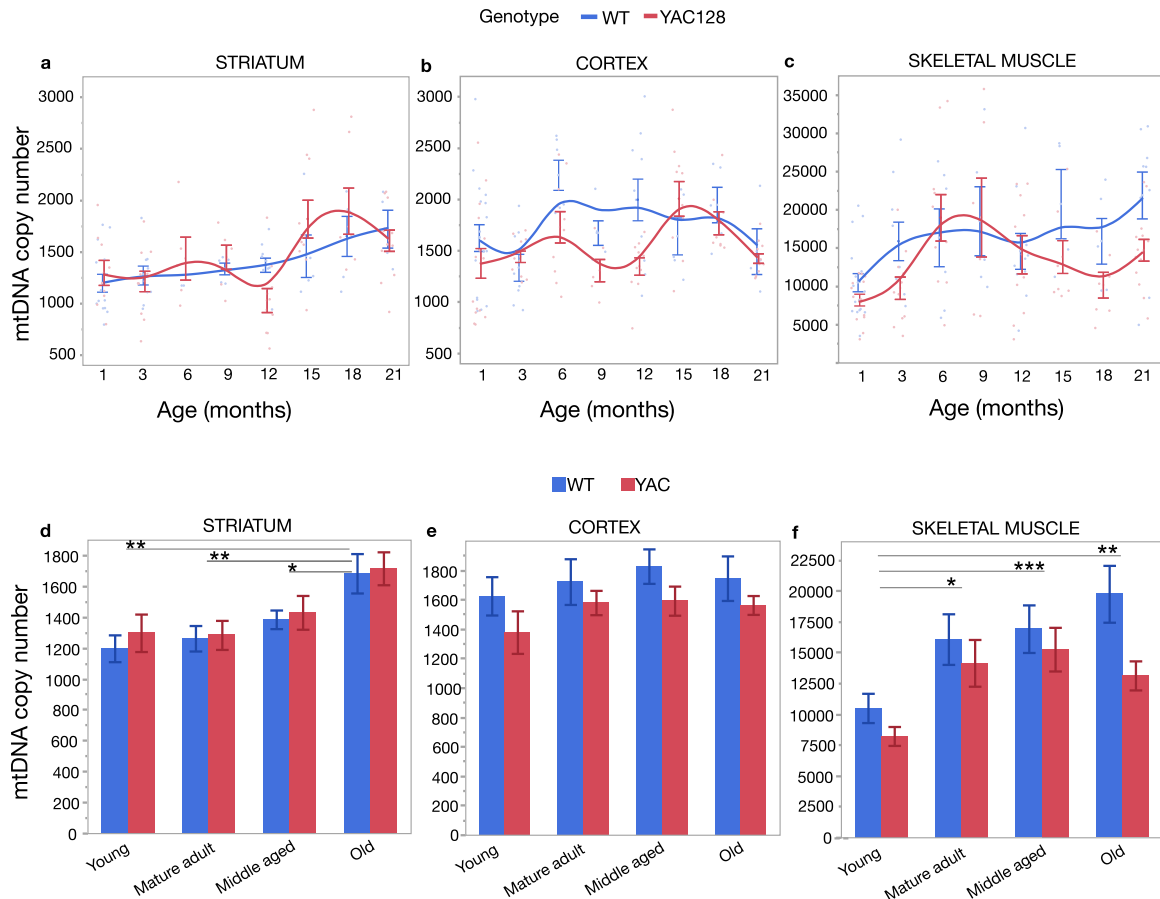 Genotype WT YAC128
a STRIATUM
b CORTEX
c SKELETAL MUSCLE
mtDNA copy number
3000
2500
2000
1500
1000
500
1 3 6 9 12 15 18 21
Age (months)
3000
2500
2000
1500
1000
500
1 3 6 9 12 15 18 21
Age (months)
35000
30000
25000
20000
15000
10000
5000
1 3 6 9 12 15 18 21
Age (months)
WT YAC
d STRIATUM
e CORTEX
f SKELETAL MUSCLE
mtDNA copy number
1800
1600
1400
1200
1000
800
600
400
200
0
**
**
*
Young Mature adult Middle aged Old
1800
1600
1400
1200
1000
800
600
400
200
0
Young Mature adult Middle aged Old
22500
20000
17500
15000
12500
10000
7500
5000
2500
0
**
***
*
Young Mature adult Middle aged Old